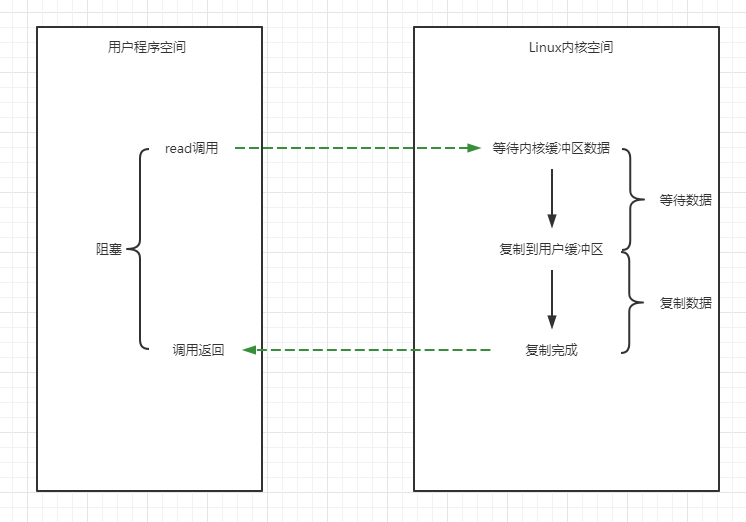 用户程序空间
Linux内核空间
read调用
等待内核缓冲区数据
等待数据
阻塞
复制到用户缓冲区
复制数据
调用返回
复制完成